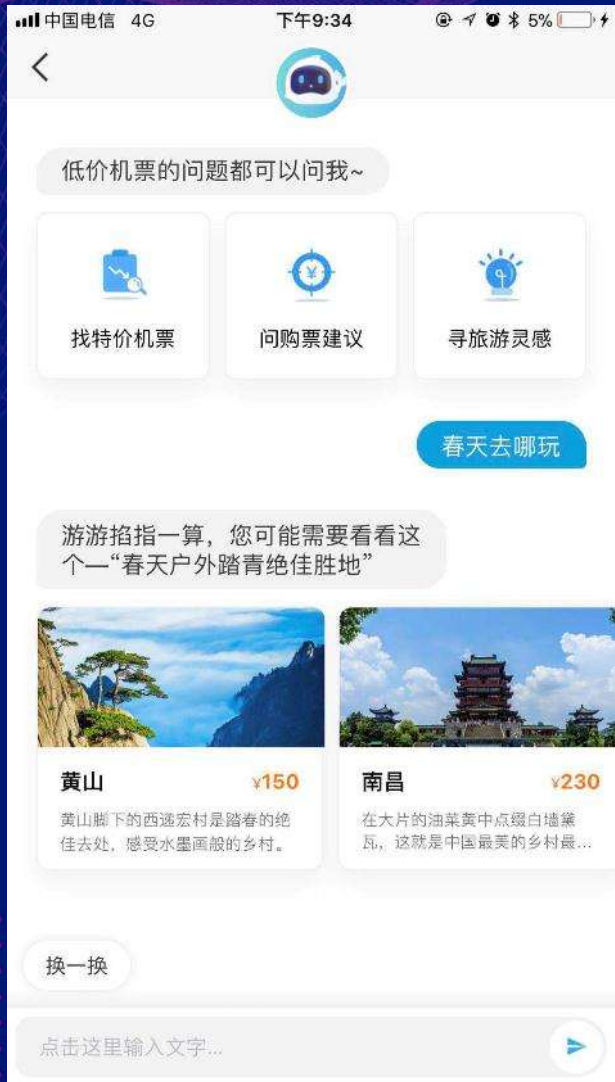 中国电信 4G 下午9:34 5%
低价机票的问题都可以问我~
找特价机票 问购票建议 寻旅游灵感
春天去哪玩
游游掐指一算，您可能需要看看这
个—“春天户外踏青绝佳胜地”
黄山 ¥150
黄山脚下的西递宏村是踏春的绝
佳去处，感受水墨画般的乡村。
南昌 ¥230
在大片的油菜黄中点缀白墙黛
瓦，这就是中国最美的乡村最...
换一换
点击这里输入文字...